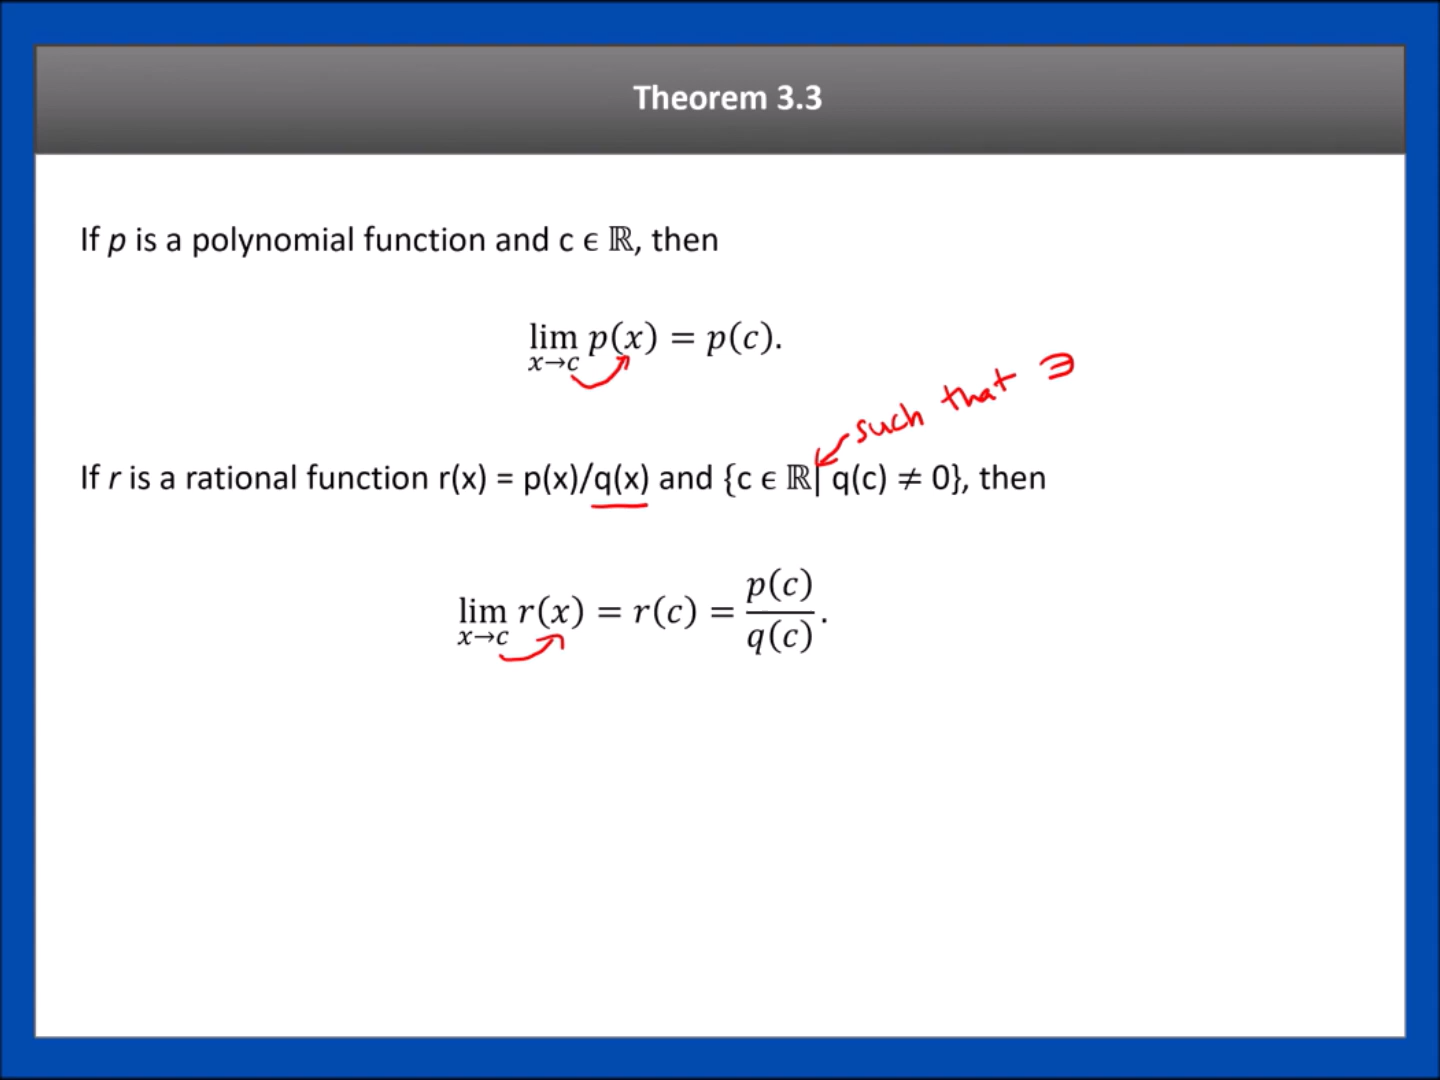 Theorem 3.3
If p is a polynomial function and c ϵ ℝ, then
lim p(x) = p(c).
x→c
such that ∋
If r is a rational function r(x) = p(x)/q(x) and {c ϵ ℝ| q(c) ≠ 0}, then
lim r(x) = r(c) = p(c)/q(c).
x→c